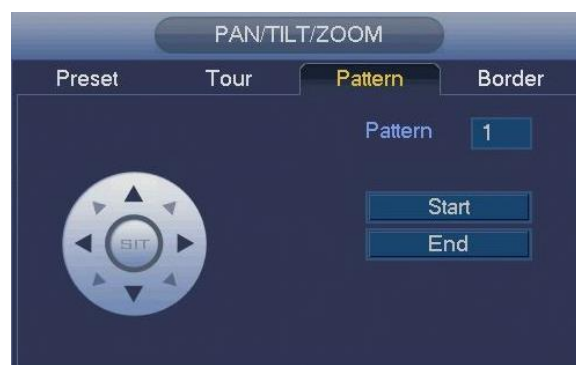 PAN/TILT/ZOOM
Preset Tour Pattern Border
Pattern 1
Start
SIT
End